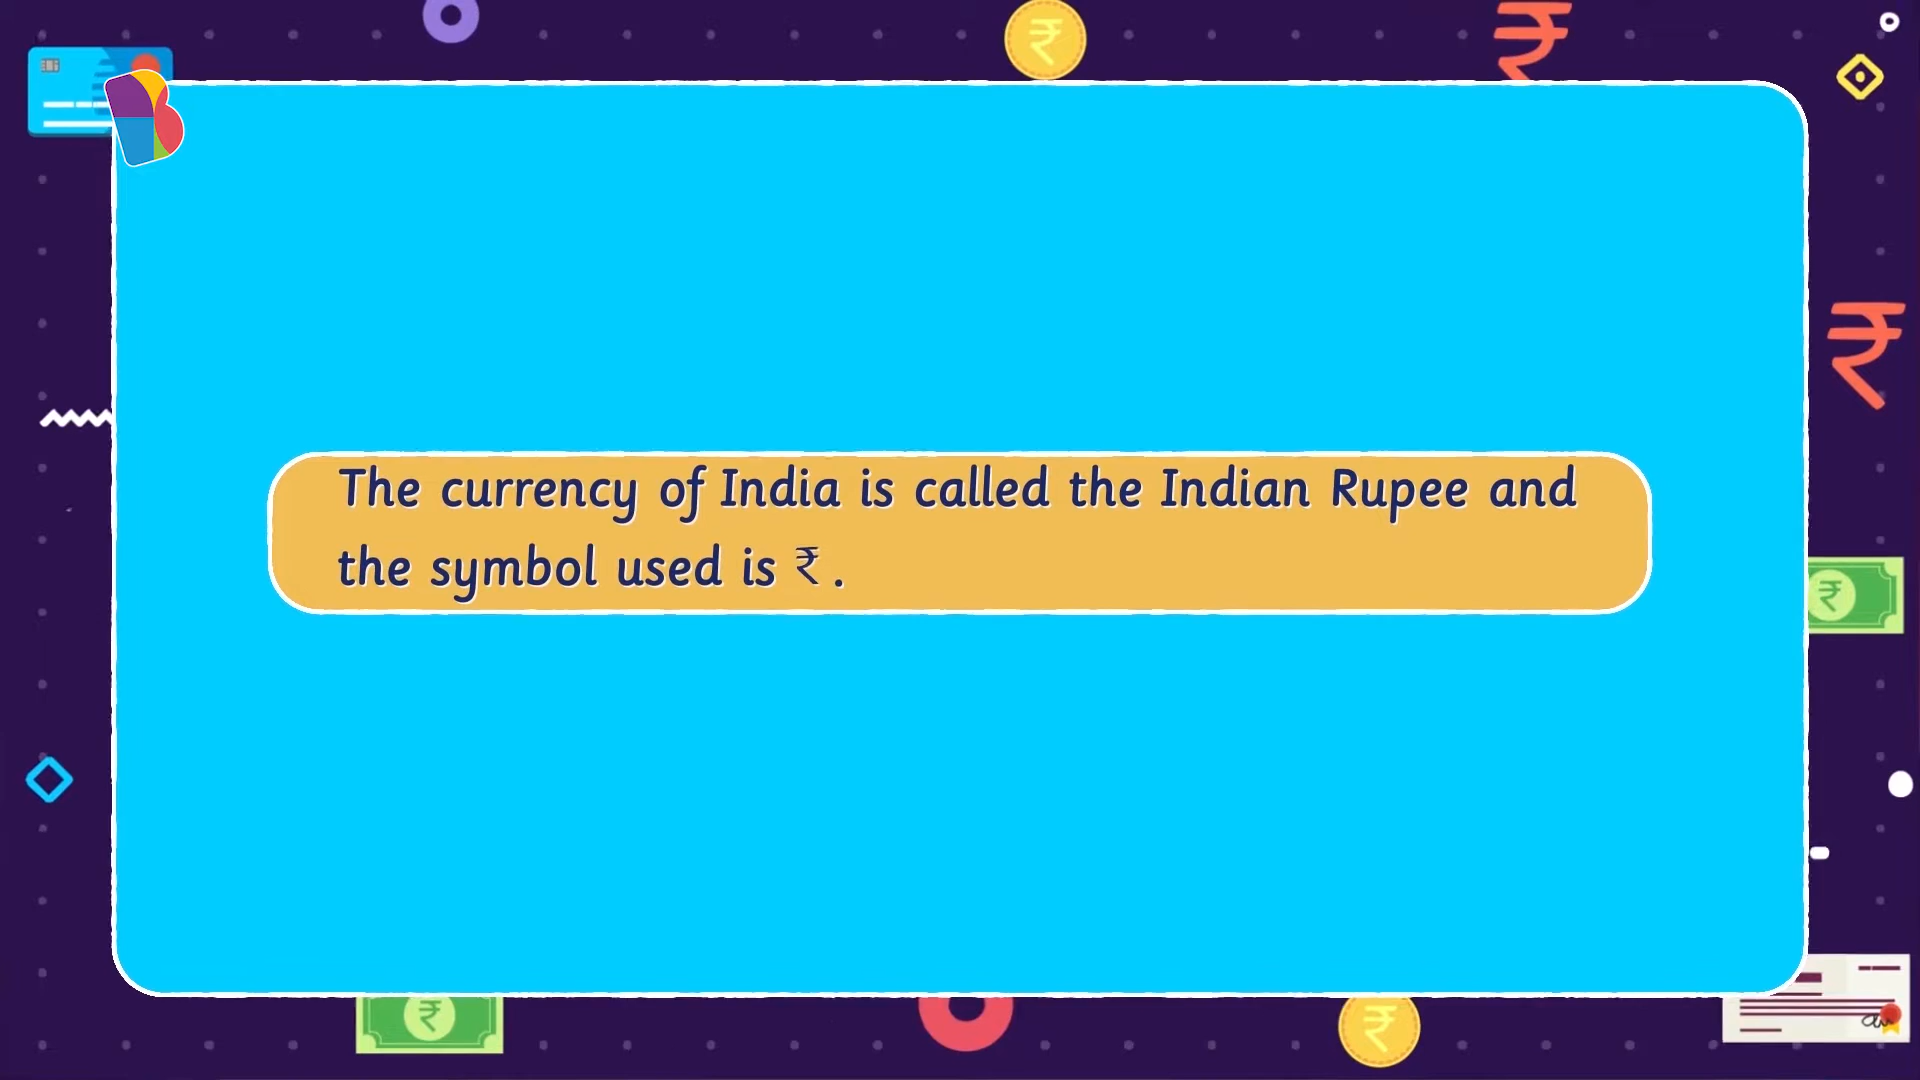 The currency of India is called the Indian Rupee and
the symbol used is ₹ .